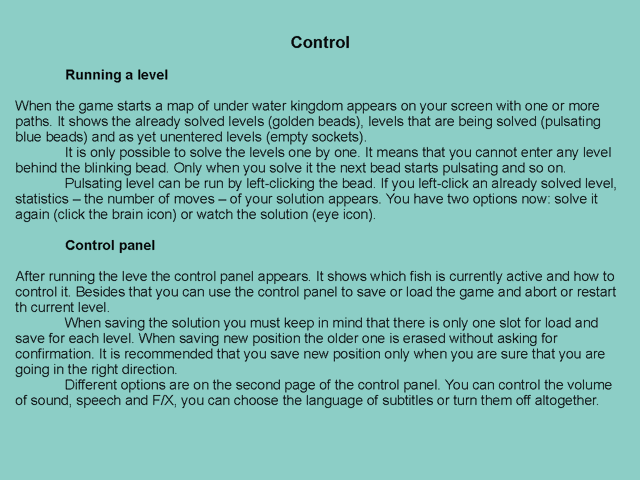 Control
Running a level
When the game starts a map of under water kingdom appears on your screen with one or more
paths. It shows the already solved levels (golden beads), levels that are being solved (pulsating
blue beads) and as yet unentered levels (empty sockets).
It is only possible to solve the levels one by one. It means that you cannot enter any level
behind the blinking bead. Only when you solve it the next bead starts pulsating and so on.
Pulsating level can be run by left-clicking the bead. If you left-click an already solved level,
statistics – the number of moves – of your solution appears. You have two options now: solve it
again (click the brain icon) or watch the solution (eye icon).
Control panel
After running the leve the control panel appears. It shows which fish is currently active and how to
control it. Besides that you can use the control panel to save or load the game and abort or restart
th current level.
When saving the solution you must keep in mind that there is only one slot for load and
save for each level. When saving new position the older one is erased without asking for
confirmation. It is recommended that you save new position only when you are sure that you are
going in the right direction.
Different options are on the second page of the control panel. You can control the volume
of sound, speech and F/X, you can choose the language of subtitles or turn them off altogether.